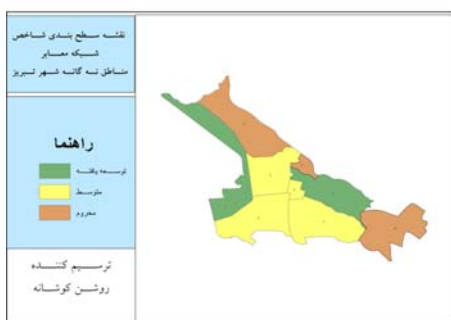 نقشه سطح بندی شاخص
شبکه معابر
مناطق نه گانه شهر تبریز
راهنما
توسعه یافته
متوسط
محروم
ترسیم کننده
روشن کوشانه